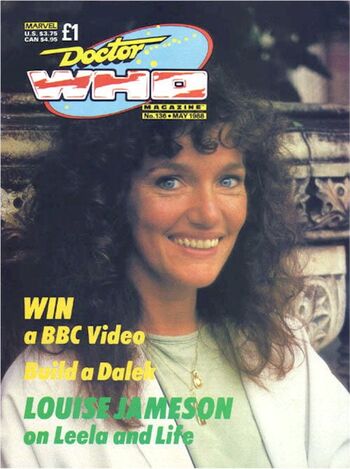 MARVEL
U.S. $3.75
CAN $4.95
£1
Doctor
WHO
MAGAZINE
No.136 • MAY 1988
WIN
a BBC Video
Build a Dalek
LOUISE JAMESON
on Leela and Life